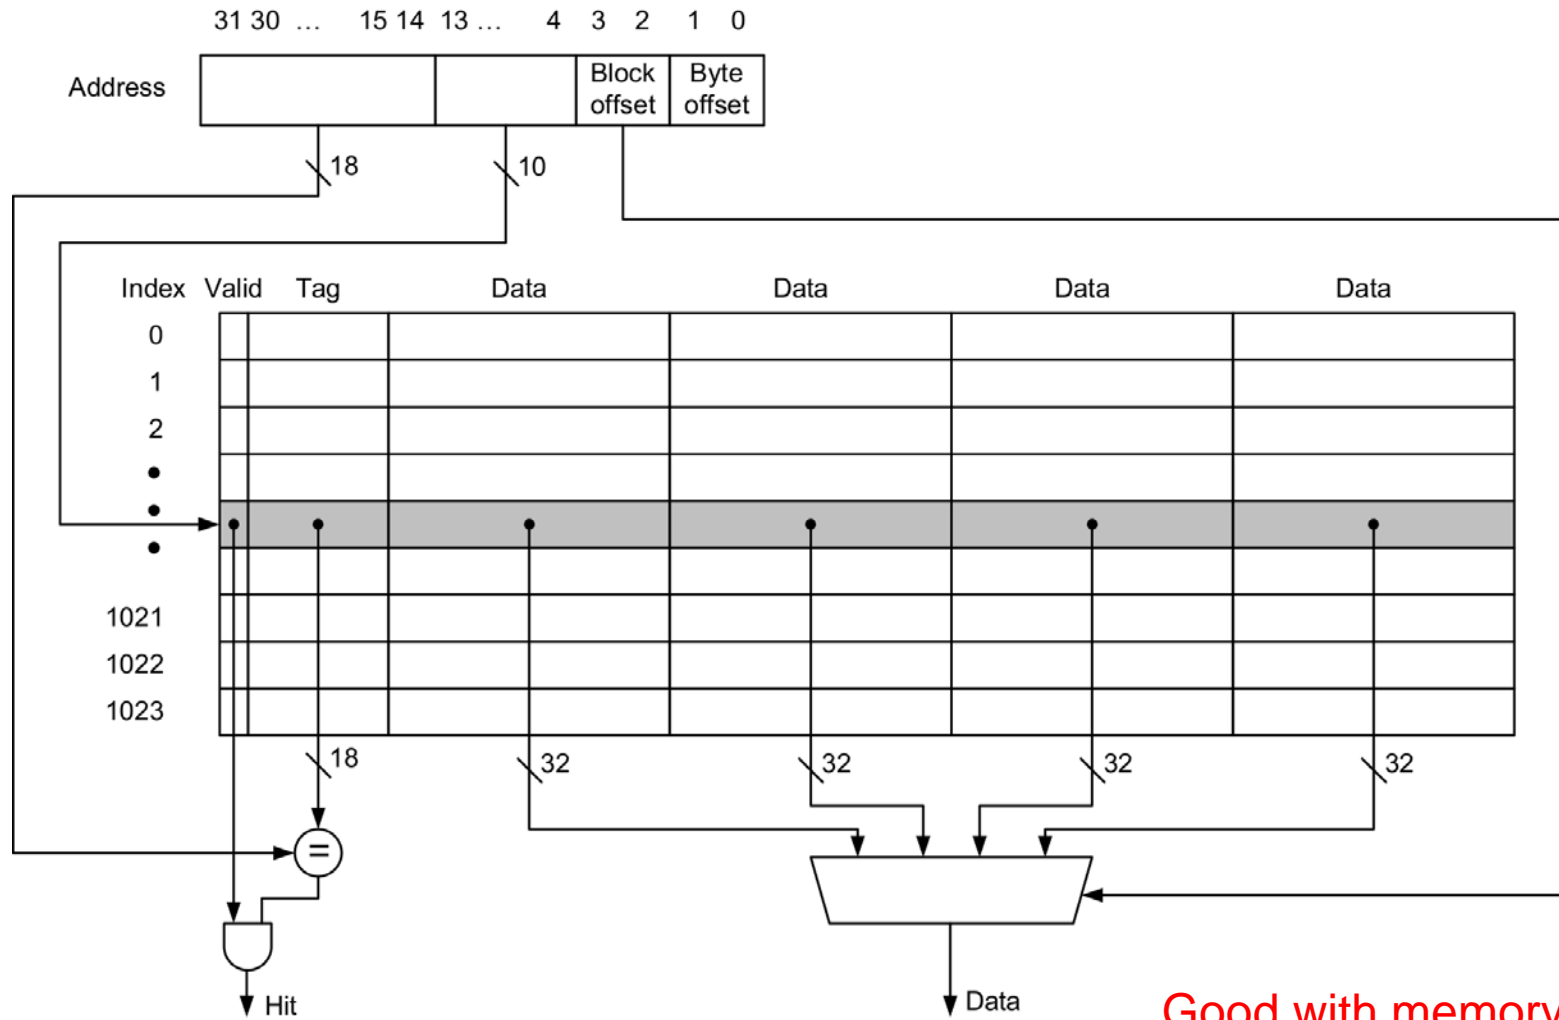 31 30 ... 15 14 13 ... 4 3 2 1 0
Address
Block offset
Byte offset
18
10
Index Valid Tag Data Data Data Data
0
1
2
1021
1022
1023
18 32 32 32 32
=
Hit
Data
Good with memory